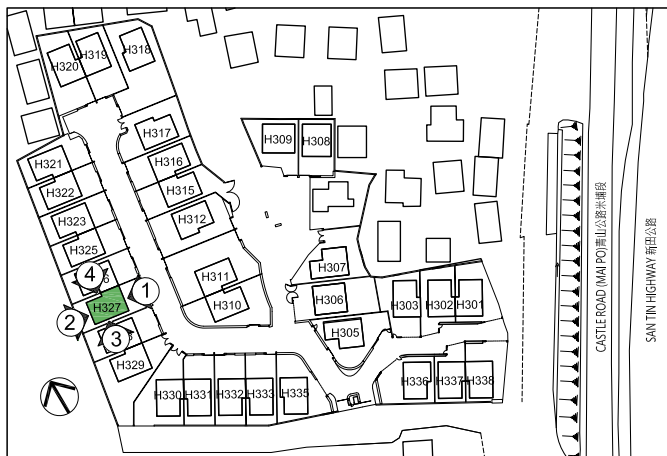 H318
H319
H320
H317
H309
H308
H316
H321
H315
H322
H312
H323
H325
H311
H307
H310
H306
H303
H302
H301
H305
4
1
H327
2
3
H329
H330
H331
H332
H333
H335
H336
H337
H338
CASTLE ROAD (MAI PO)青山公路米埔段
SAN TIN HIGHWAY 新田公路